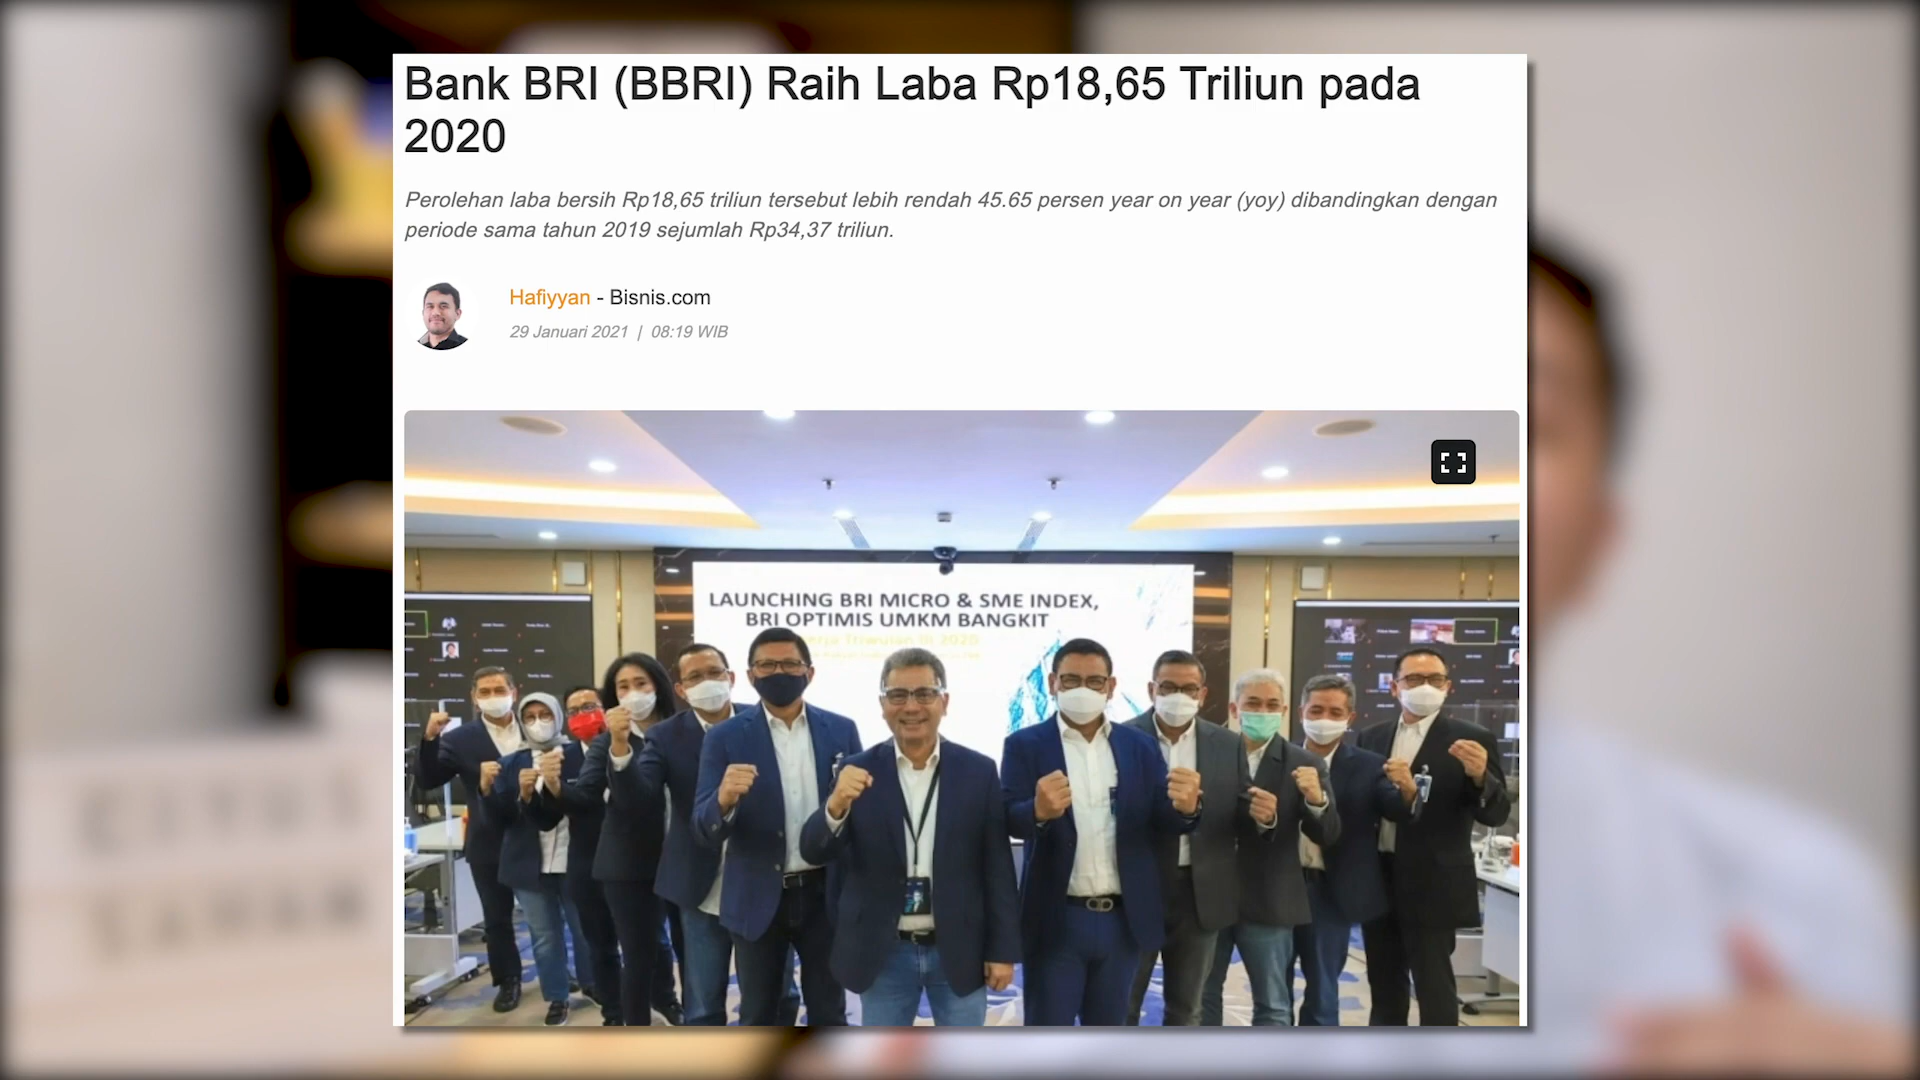 Bank BRI (BBRI) Raih Laba Rp18,65 Triliun pada
2020
Perolehan laba bersih Rp18,65 triliun tersebut lebih rendah 45.65 persen year on year (yoy) dibandingkan dengan
periode sama tahun 2019 sejumlah Rp34,37 triliun.
Hafiyyan - Bisnis.com
29 Januari 2021 | 08:19 WIB
LAUNCHING BRI MICRO & SME INDEX,
BRI OPTIMIS UMKM BANGKIT